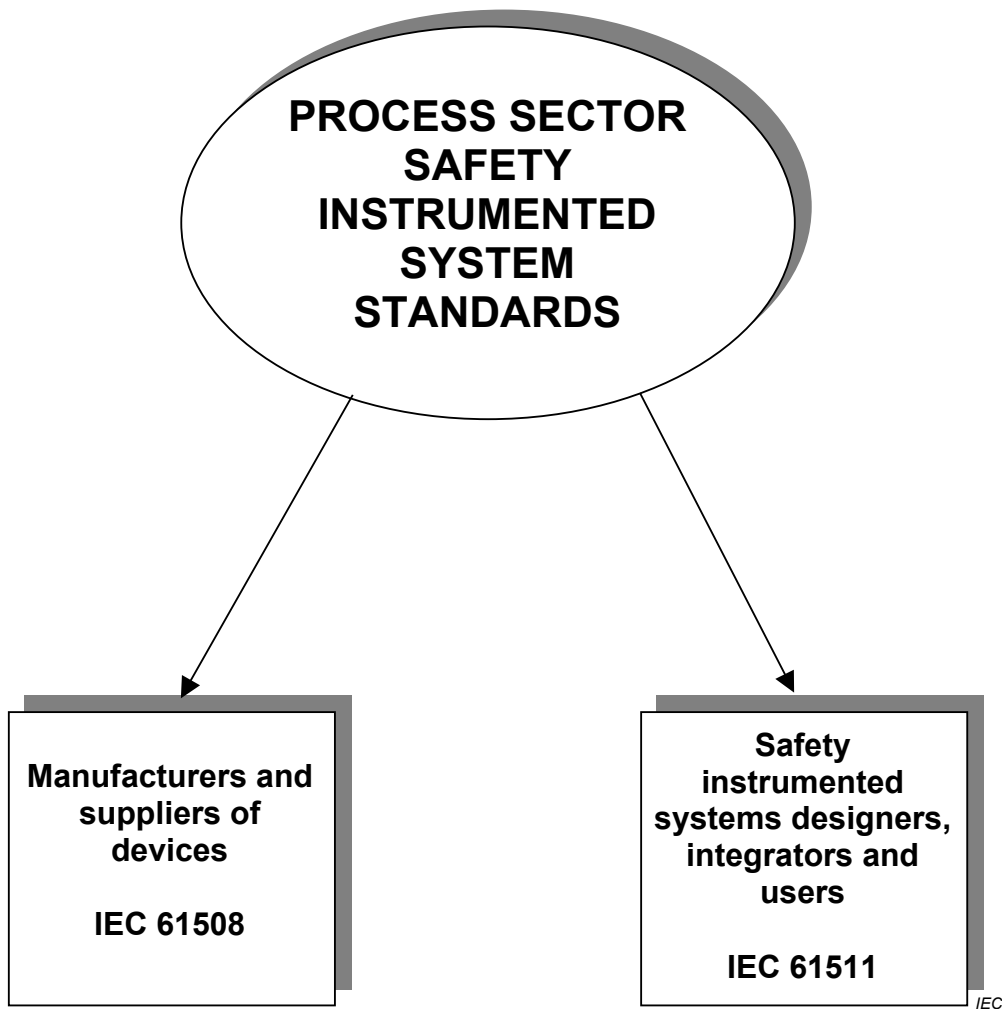 PROCESS SECTOR
SAFETY
INSTRUMENTED
SYSTEM
STANDARDS
Manufacturers and
suppliers of
devices
IEC 61508
Safety
instrumented
systems designers,
integrators and
users
IEC 61511
IEC